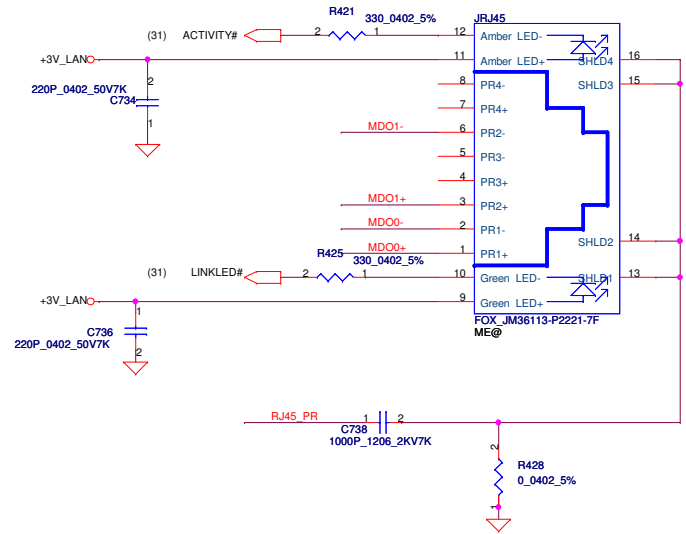 R421
330_0402_5%
JRJ45
(31) ACTIVITY# 2 1 12 Amber LED-
+3V_LAN 11 Amber LED+ SHLD4 16
8 PR4- SHLD3 15
2
220P_0402_50V7K
C734
1
7 PR4+
MDO1- 6 PR2-
5 PR3-
4 PR3+
MDO1+ 3 PR2+
MDO0- 2 PR1-
SHLD2 14
MDO0+ 1 PR1+
R425
330_0402_5%
(31) LINKLED# 2 1 10 Green LED- SHLD1 13
+3V_LAN 9 Green LED+
1
C736
220P_0402_50V7K
2
FOX_JM36113-P2221-7F
ME@
RJ45_PR 1 2
C738
1000P_1206_2KV7K
2
R428
0_0402_5%
1